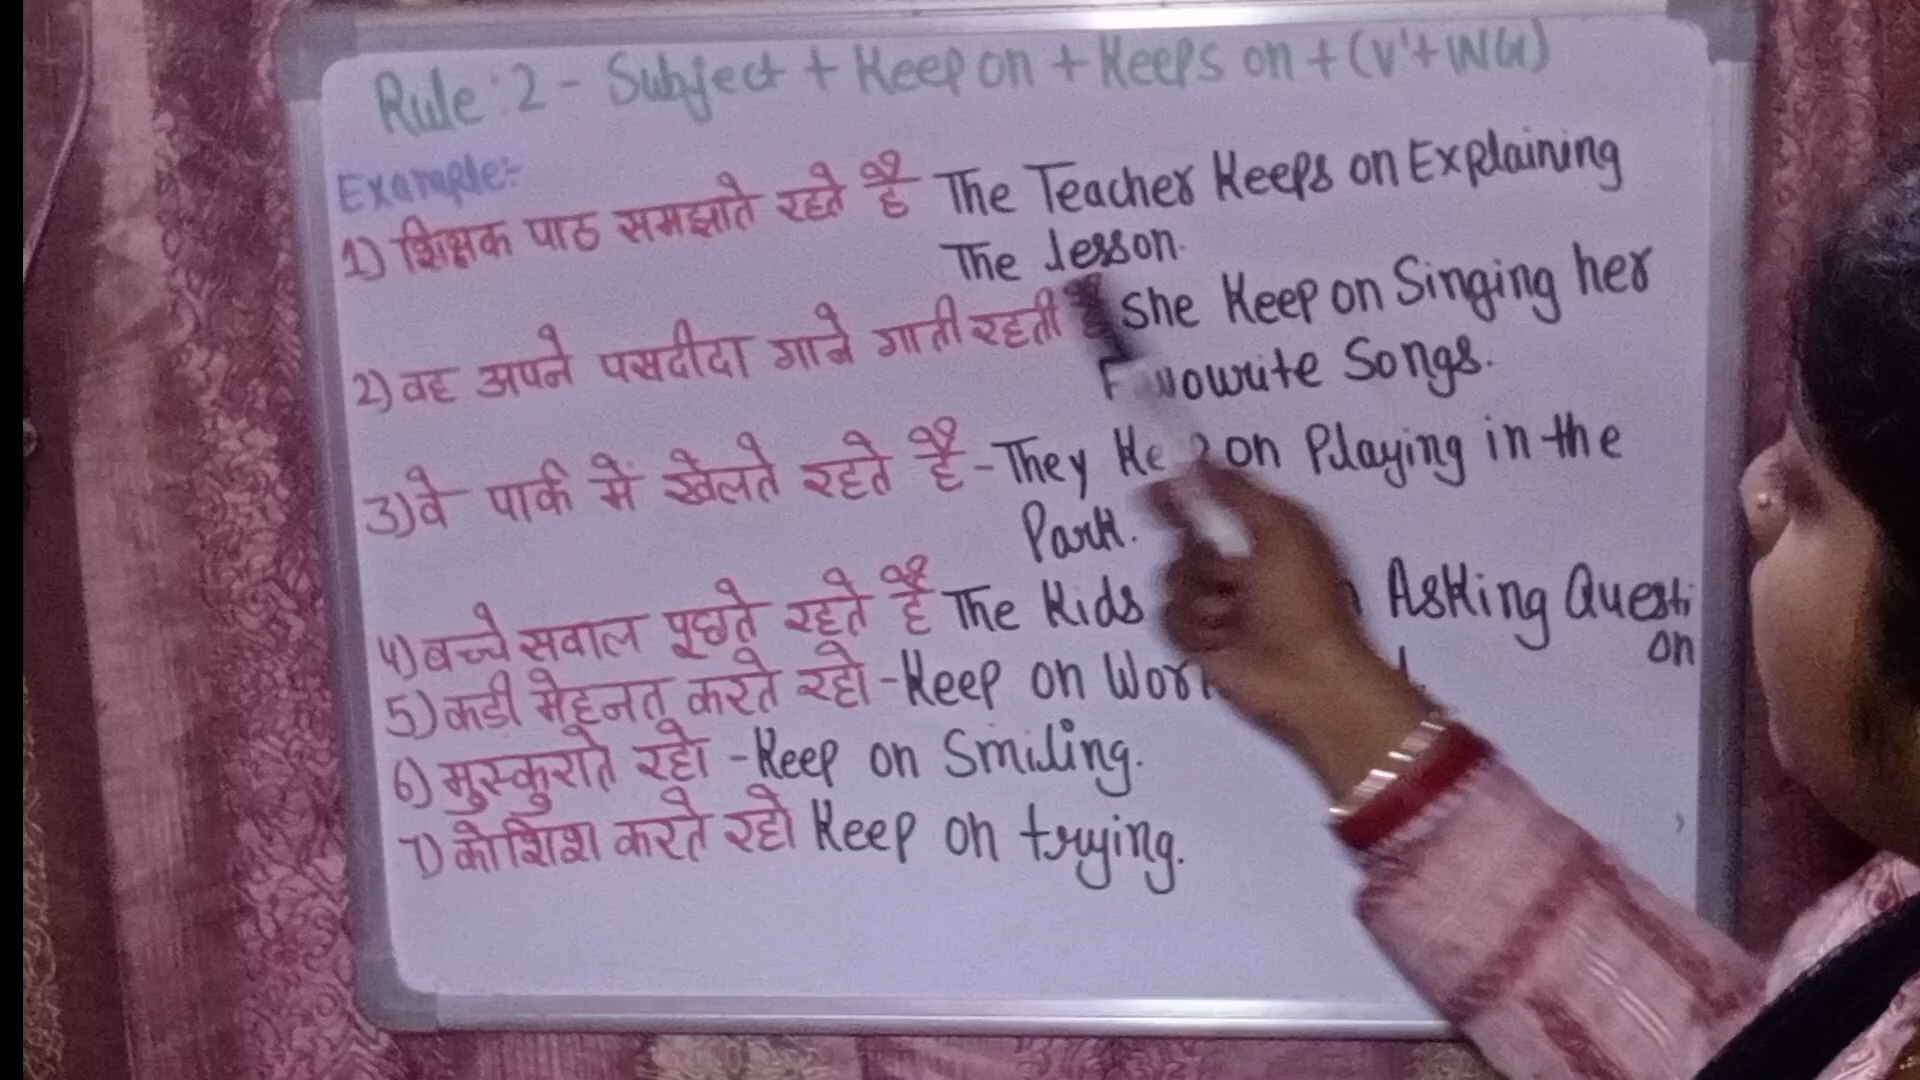 Rule:2 - Subject + Keep on + Keeps on + (V'+ING)
Example:-
1) शिक्षक पाठ समझाते रहते हैं The Teacher Keeps on Explaining
The lesson.
2) वह अपने पसदीदा गाने गाती रहती है She Keep on Singing her
Favourite Songs.
3) वे पार्क में खेलते रहते हैं - They Keep on Playing in the
Park.
4) बच्चे सवाल पूछते रहते हैं The Kids Asking Questi
on
5) कडी मेहनत करते रहो - Keep on
6) मुस्कुराते रहो - Keep on Smiling.
7) कोशिश करते रहो Keep on trying.